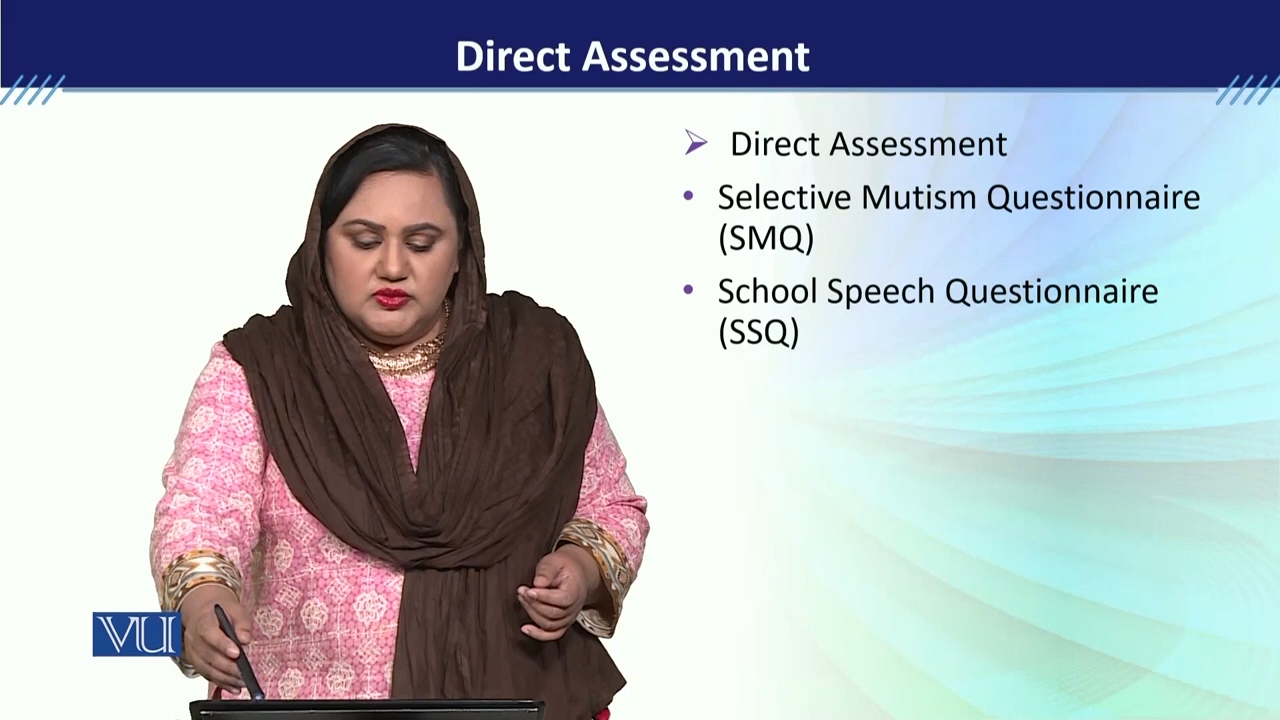 Direct Assessment
Direct Assessment
Selective Mutism Questionnaire
(SMQ)
School Speech Questionnaire
(SSQ)
VU